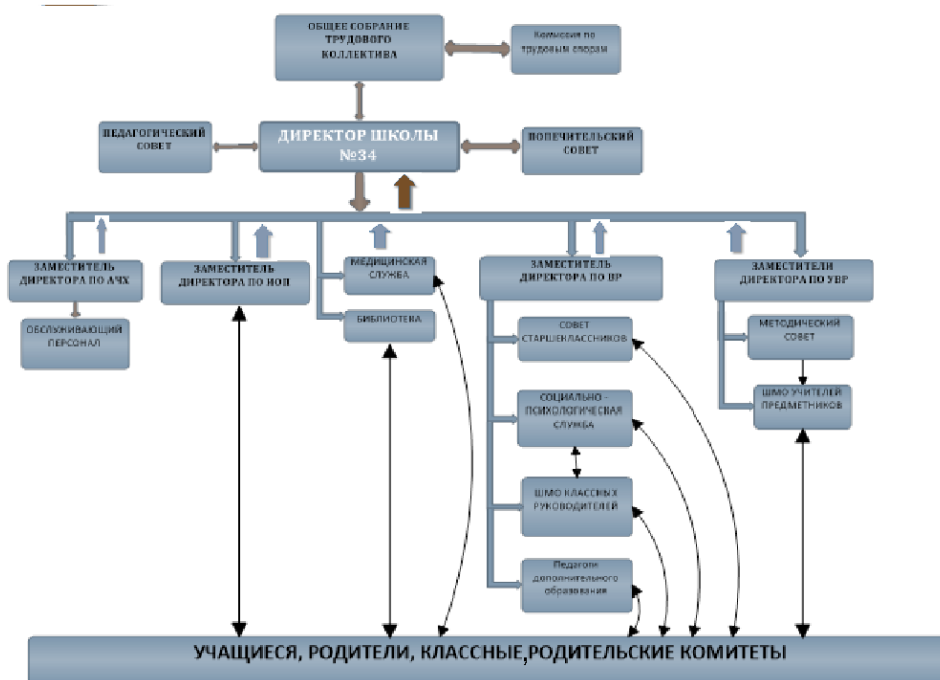 ОБЩЕЕ СОБРАНИЕ
ТРУДОВОГО
КОЛЛЕКТИВА
Комиссия по
трудовым спорам
ПЕДАГОГИЧЕСКИЙ
СОВЕТ
ДИРЕКТОР ШКОЛЫ
№34
ПОПЕЧИТЕЛЬСКИЙ
СОВЕТ
ЗАМЕСТИТЕЛЬ
ДИРЕКТОРА ПО АЧХ
ОБСЛУЖИВАЮЩИЙ
ПЕРСОНАЛ
ЗАМЕСТИТЕЛЬ
ДИРЕКТОРА ПО ИОП
МЕДИЦИНСКАЯ
СЛУЖБА
БИБЛИОТЕКА
ЗАМЕСТИТЕЛЬ
ДИРЕКТОРА ПО ВР
СОВЕТ
СТАРШЕКЛАССНИКОВ
СОЦИАЛЬНО -
ПСИХОЛОГИЧЕСКАЯ
СЛУЖБА
ШМО КЛАССНЫХ
РУКОВОДИТЕЛЕЙ
Педагоги
дополнительного
образования
ЗАМЕСТИТЕЛИ
ДИРЕКТОРА ПО УВР
МЕТОДИЧЕСКИЙ
СОВЕТ
ШМО УЧИТЕЛЕЙ
ПРЕДМЕТНИКОВ
УЧАЩИЕСЯ, РОДИТЕЛИ, КЛАССНЫЕ,РОДИТЕЛЬСКИЕ КОМИТЕТЫ